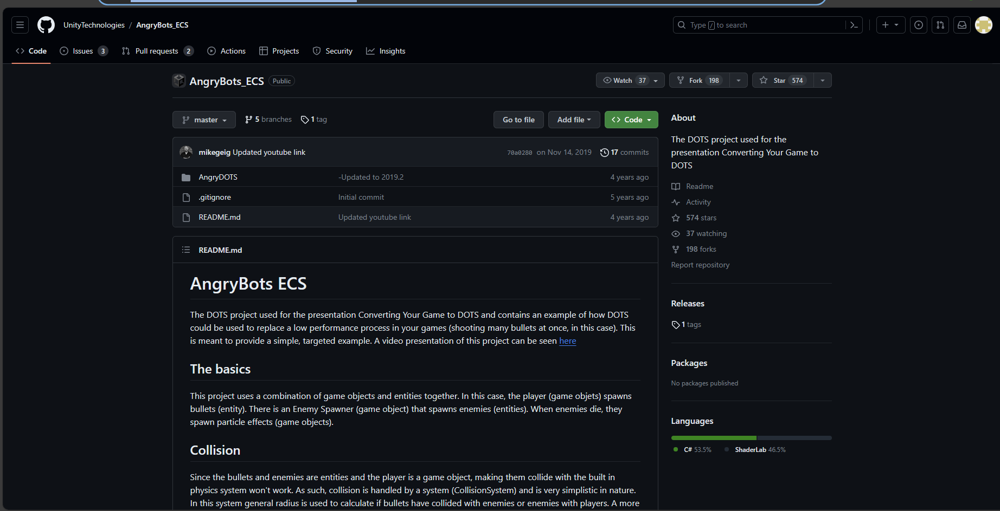 UnityTechnologies / AngryBots_ECS
Type / to search
Code
Issues 3
Pull requests 2
Actions
Projects
Security
Insights
AngryBots_ECS Public
Watch 37
Fork 198
Star 574
master
5 branches
1 tag
Go to file
Add file
Code
mikegeig Updated youtube link
70a0280 on Nov 14, 2019
17 commits
AngryDOTS -Updated to 2019.2 4 years ago
.gitignore Initial commit 5 years ago
README.md Updated youtube link 4 years ago
README.md
AngryBots ECS
The DOTS project used for the presentation Converting Your Game to DOTS and contains an example of how DOTS
could be used to replace a low performance process in your games (shooting many bullets at once, in this case). This
is meant to provide a simple, targeted example. A video presentation of this project can be seen here
The basics
This project uses a combination of game objects and entities together. In this case, the player (game objets) spawns
bullets (entity). There is an Enemy Spawner (game object) that spawns enemies (entities). When enemies die, they
spawn particle effects (game objects).
Collision
Since the bullets and enemies are entities and the player is a game object, making them collide with the built in
physics system won't work. As such, collision is handled by a system (CollisionSystem) and is very simplistic in nature.
In this system general radius is used to calculate if bullets have collided with enemies or enemies with players. A more
About
The DOTS project used for the
presentation Converting Your Game to
DOTS
Readme
Activity
574 stars
37 watching
198 forks
Report repository
Releases
1 tags
Packages
No packages published
Languages
C# 53.5%
ShaderLab 46.5%